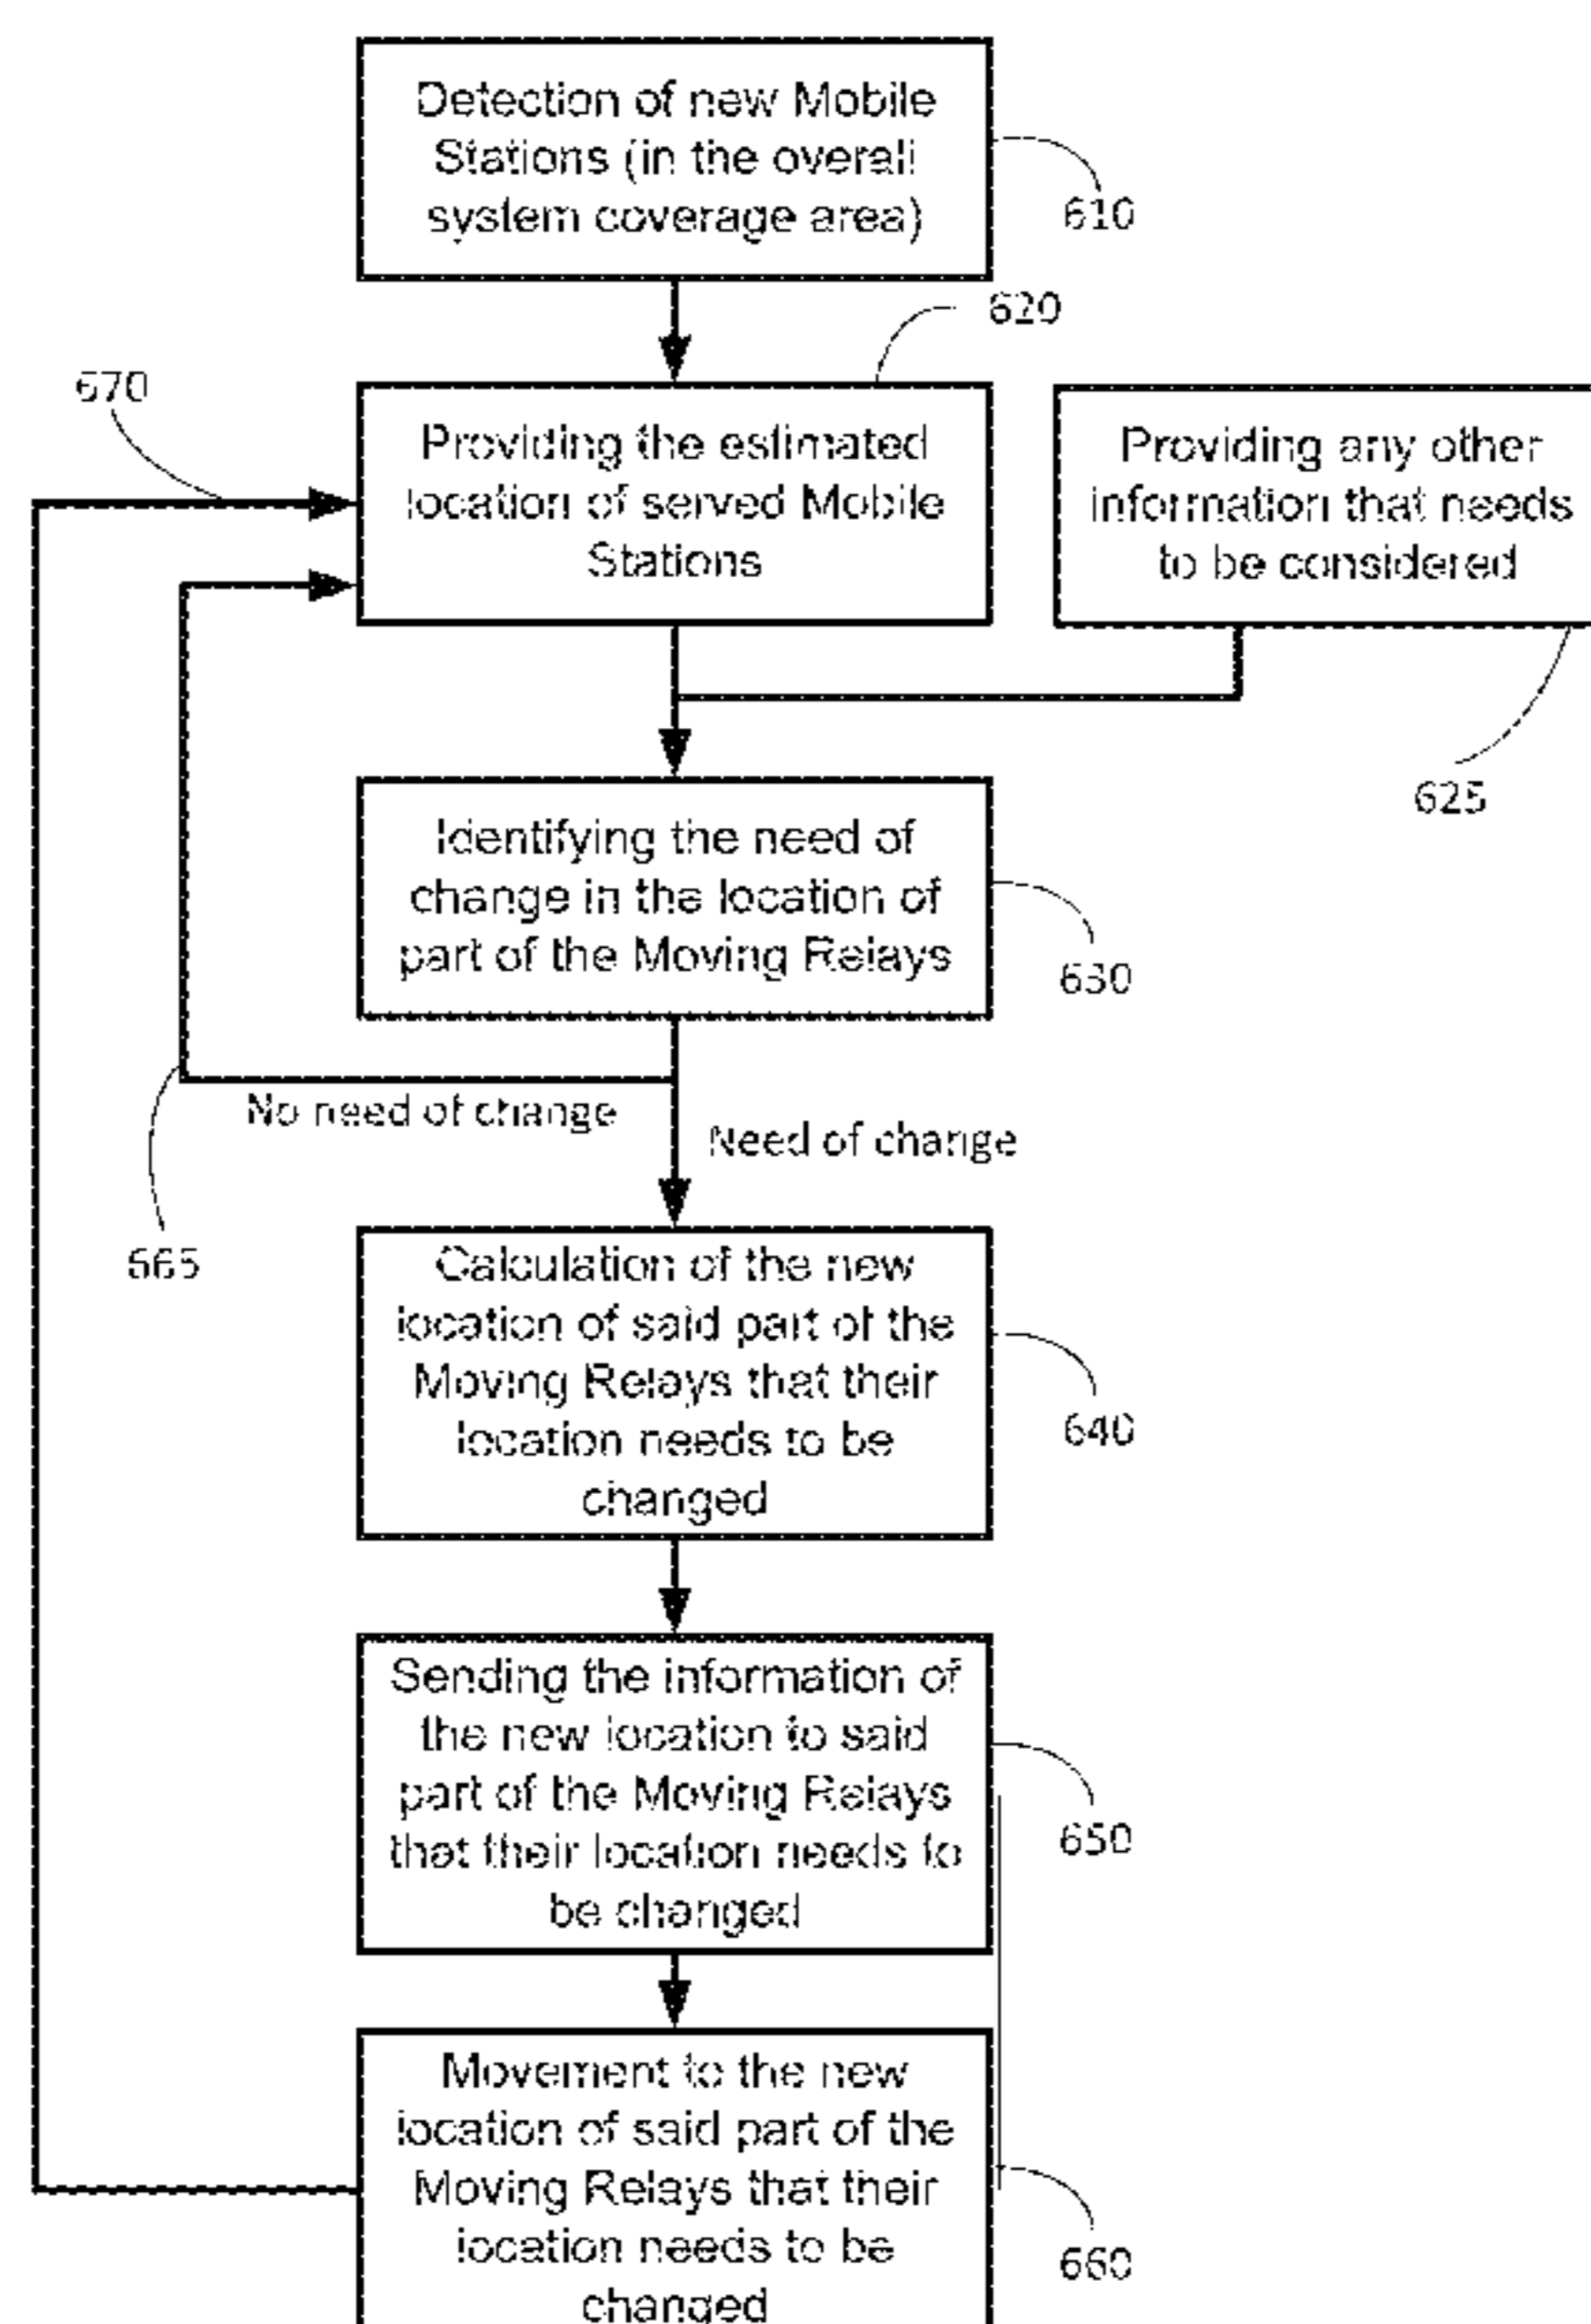 Detection of new Mobile
Stations (in the overall
system coverage area)
610
620
670
Providing the estimated
location of served Mobile
Stations
Providing any other
information that needs
to be considered
625
Identifying the need of
change in the location of
part of the Moving Relays
630
No need of change
Need of change
665
Calculation of the new
location of said part of the
Moving Relays that their
location needs to be
changed
640
Sending the information of
the new location to said
part of the Moving Relays
that their location needs to
be changed
650
Movement to the new
location of said part of the
Moving Relays that their
location needs to be
changed
660